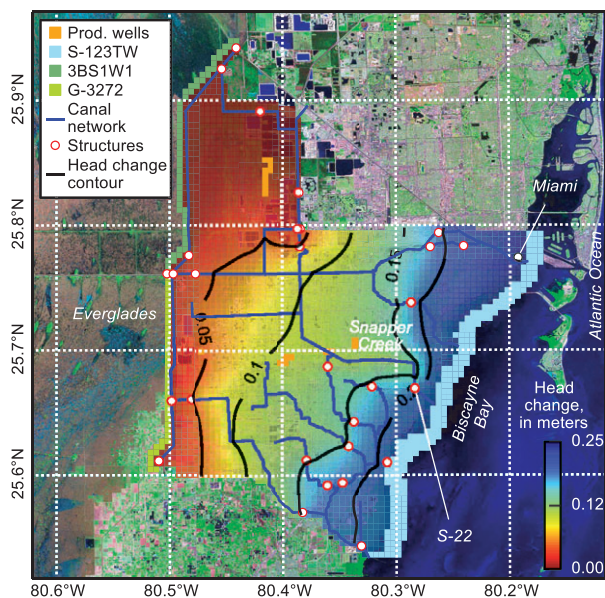 Prod. wells
S-123TW
3BS1W1
G-3272
Canal
network
Structures
Head change
contour
25.9°N
25.8°N
25.7°N
25.6°N
Miami
Atlantic Ocean
Everglades
0.15
0.05
0.1
Snapper
Creek
Biscayne
Bay
Head
change,
in meters
0.25
0.12
0.00
S-22
80.6°W
80.5°W
80.4°W
80.3°W
80.2°W